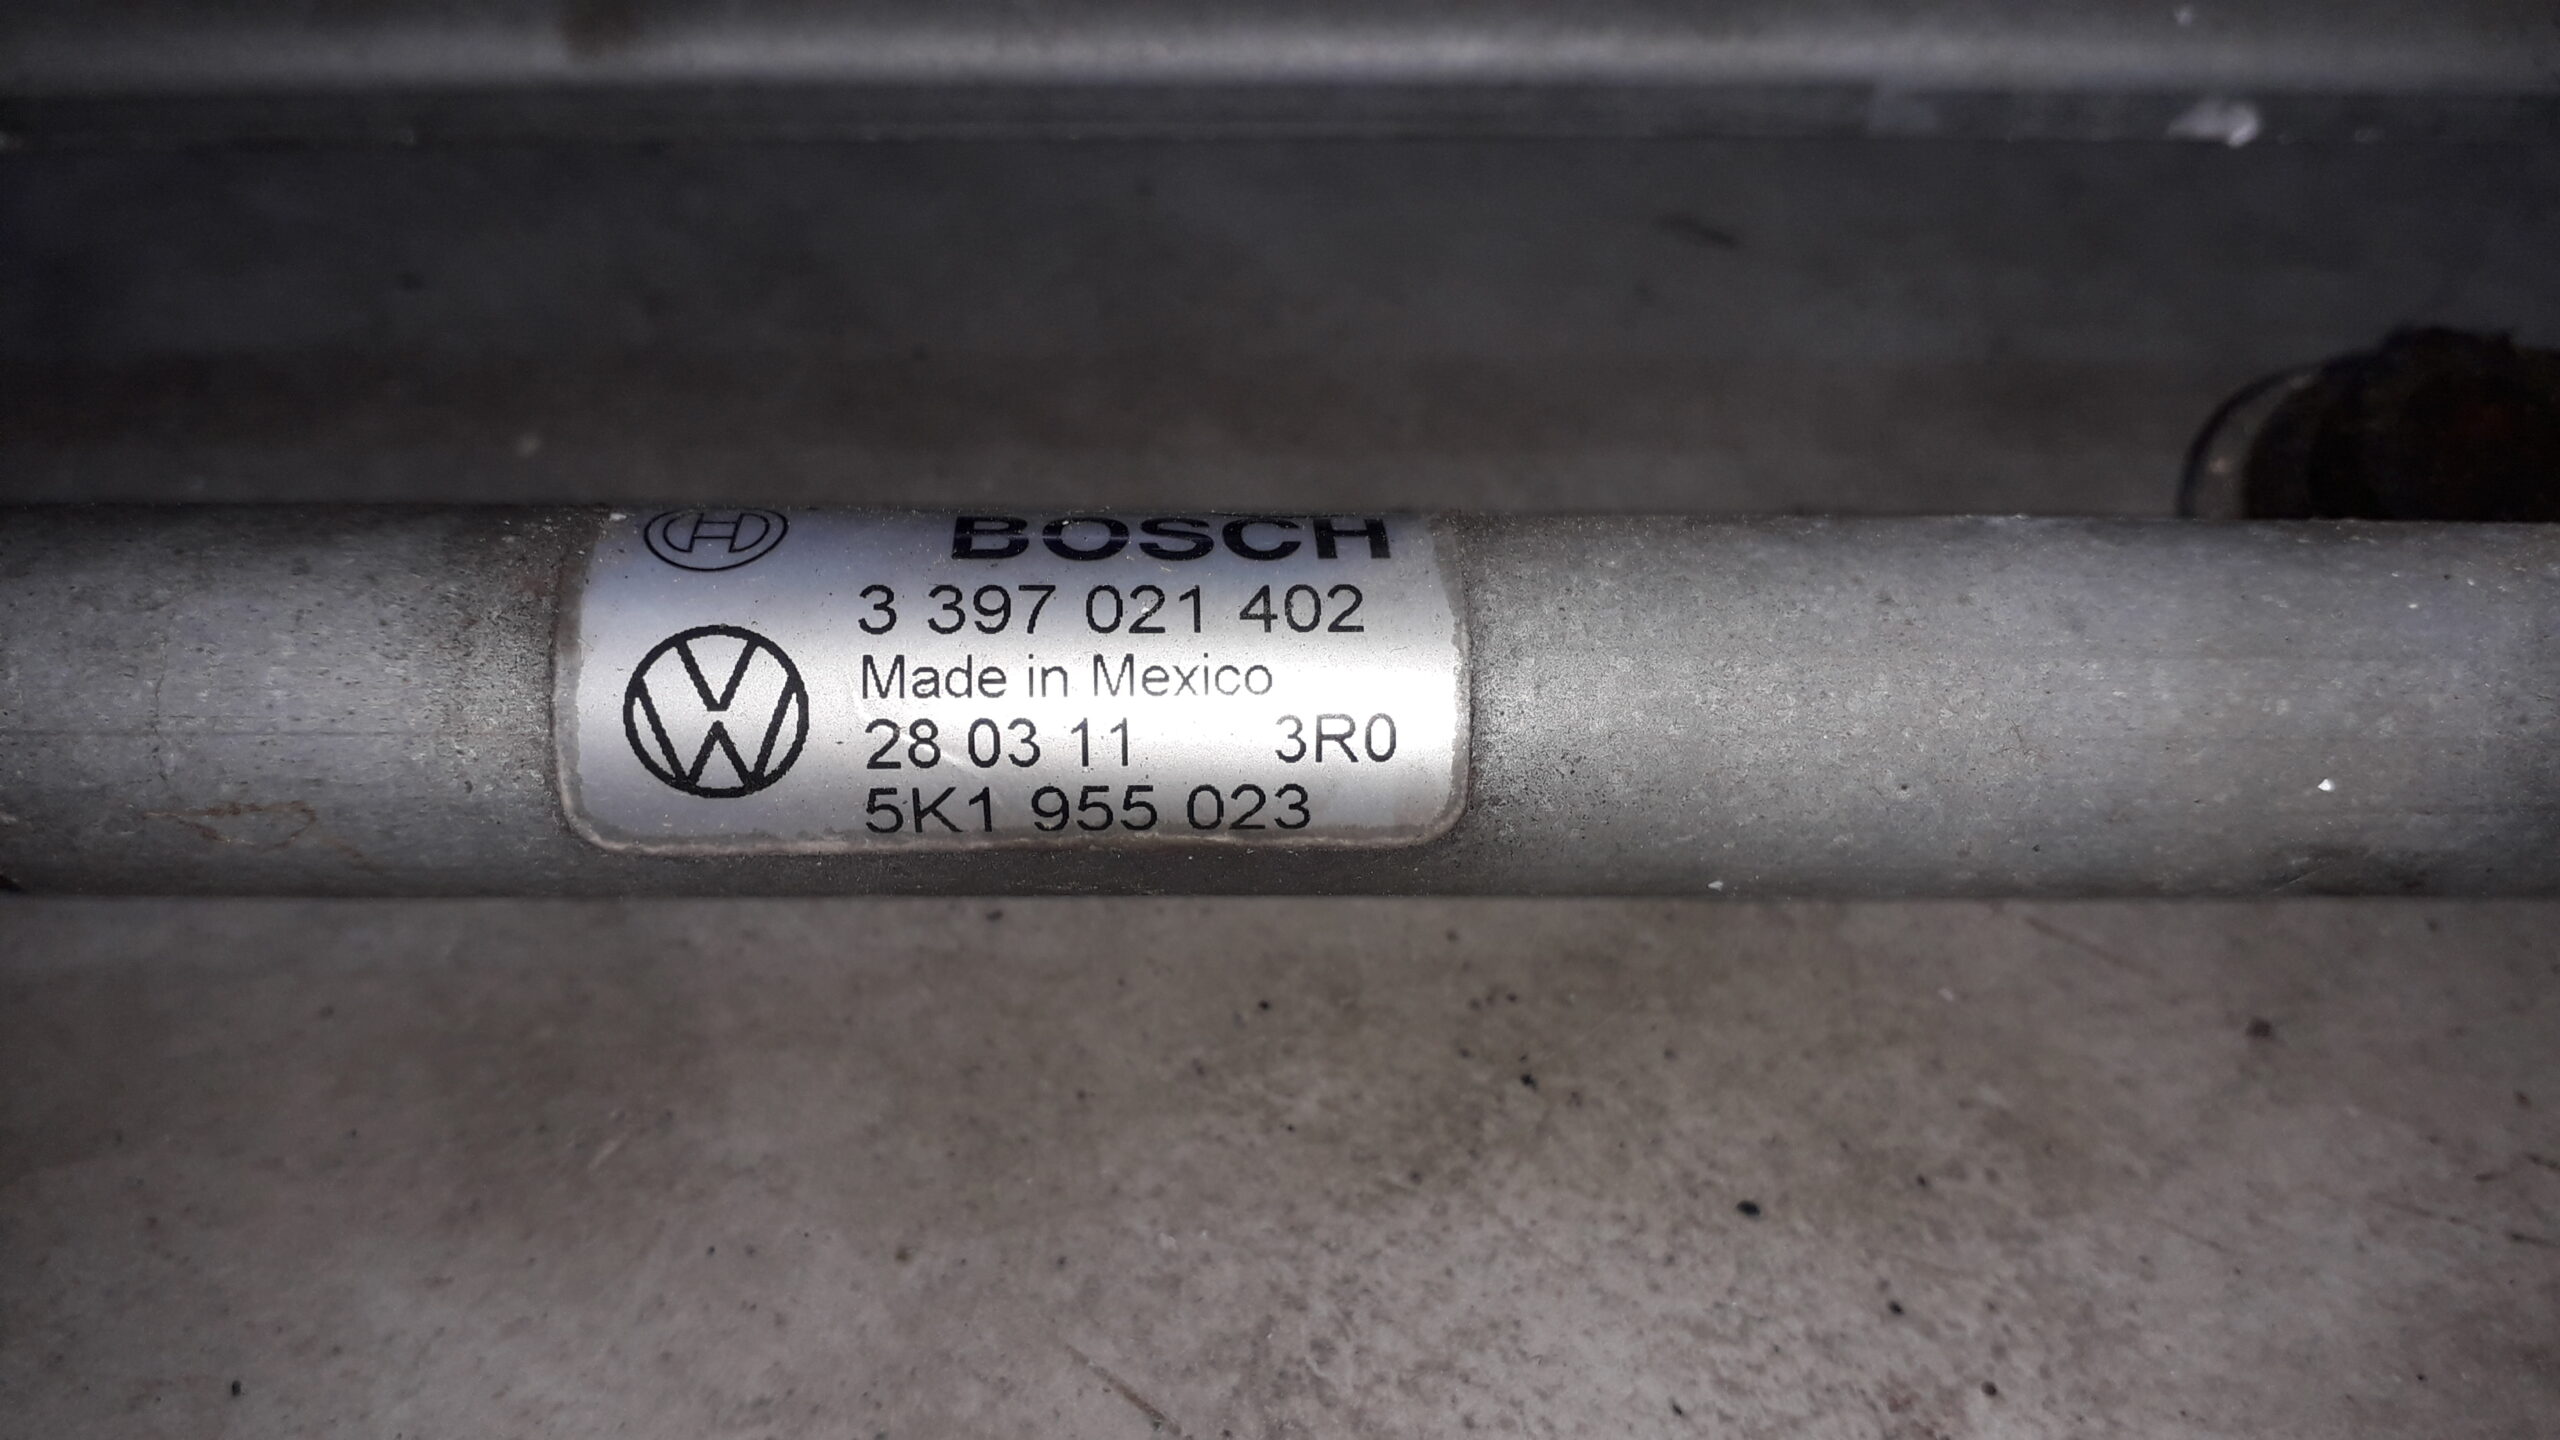 BOSCH
3 397 021 402
Made in Mexico
28 03 11 3R0
5K1 955 023